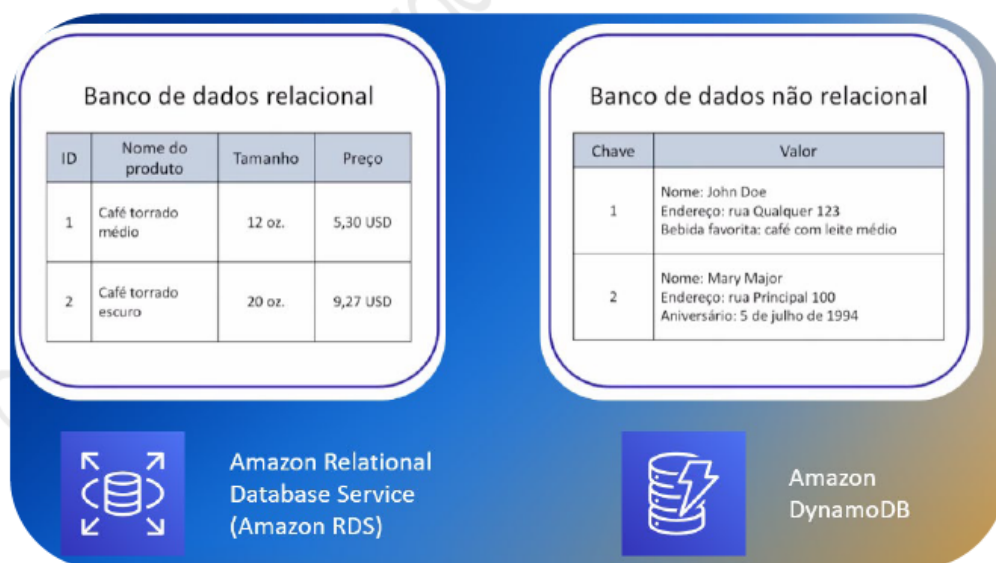 Banco de dados relacional
ID
Nome do
produto
Tamanho
Preço
1
Café torrado
médio
12 oz.
5,30 USD
2
Café torrado
escuro
20 oz.
9,27 USD
Banco de dados não relacional
Chave
Valor
1
Nome: John Doe
Endereço: rua Qualquer 123
Bebida favorita: café com leite médio
2
Nome: Mary Major
Endereço: rua Principal 100
Aniversário: 5 de julho de 1994
Amazon Relational
Database Service
(Amazon RDS)
Amazon
DynamoDB